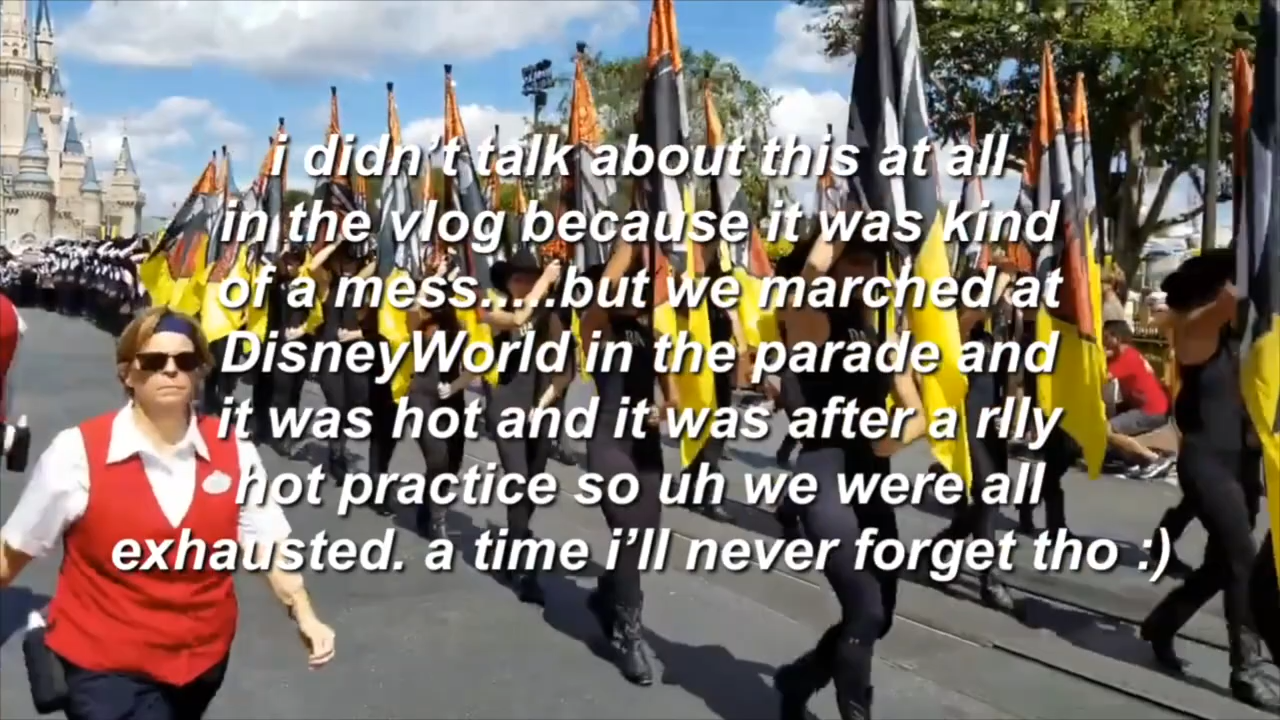 i didn't talk about this at all
in the vlog because it was kind
of a mess.....but we marched at
DisneyWorld in the parade and
it was hot and it was after a rlly
hot practice so uh we were all
exhausted. a time i'll never forget tho :)